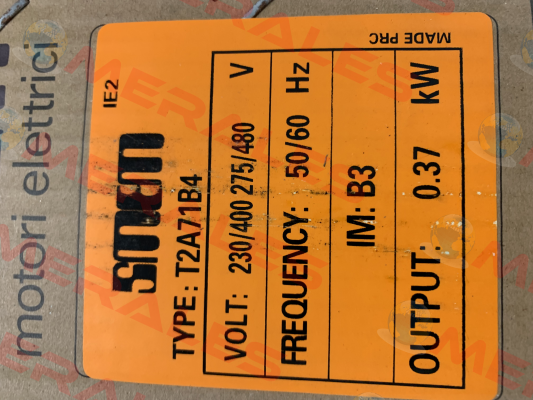 motori elettrici
IE2
MADE PRC
smem
TYPE: T2A71B4
VOLT: 230/400 275/480 V
FREQUENCY: 50/60 Hz
IM: B3
OUTPUT: 0.37 kW
MERALES